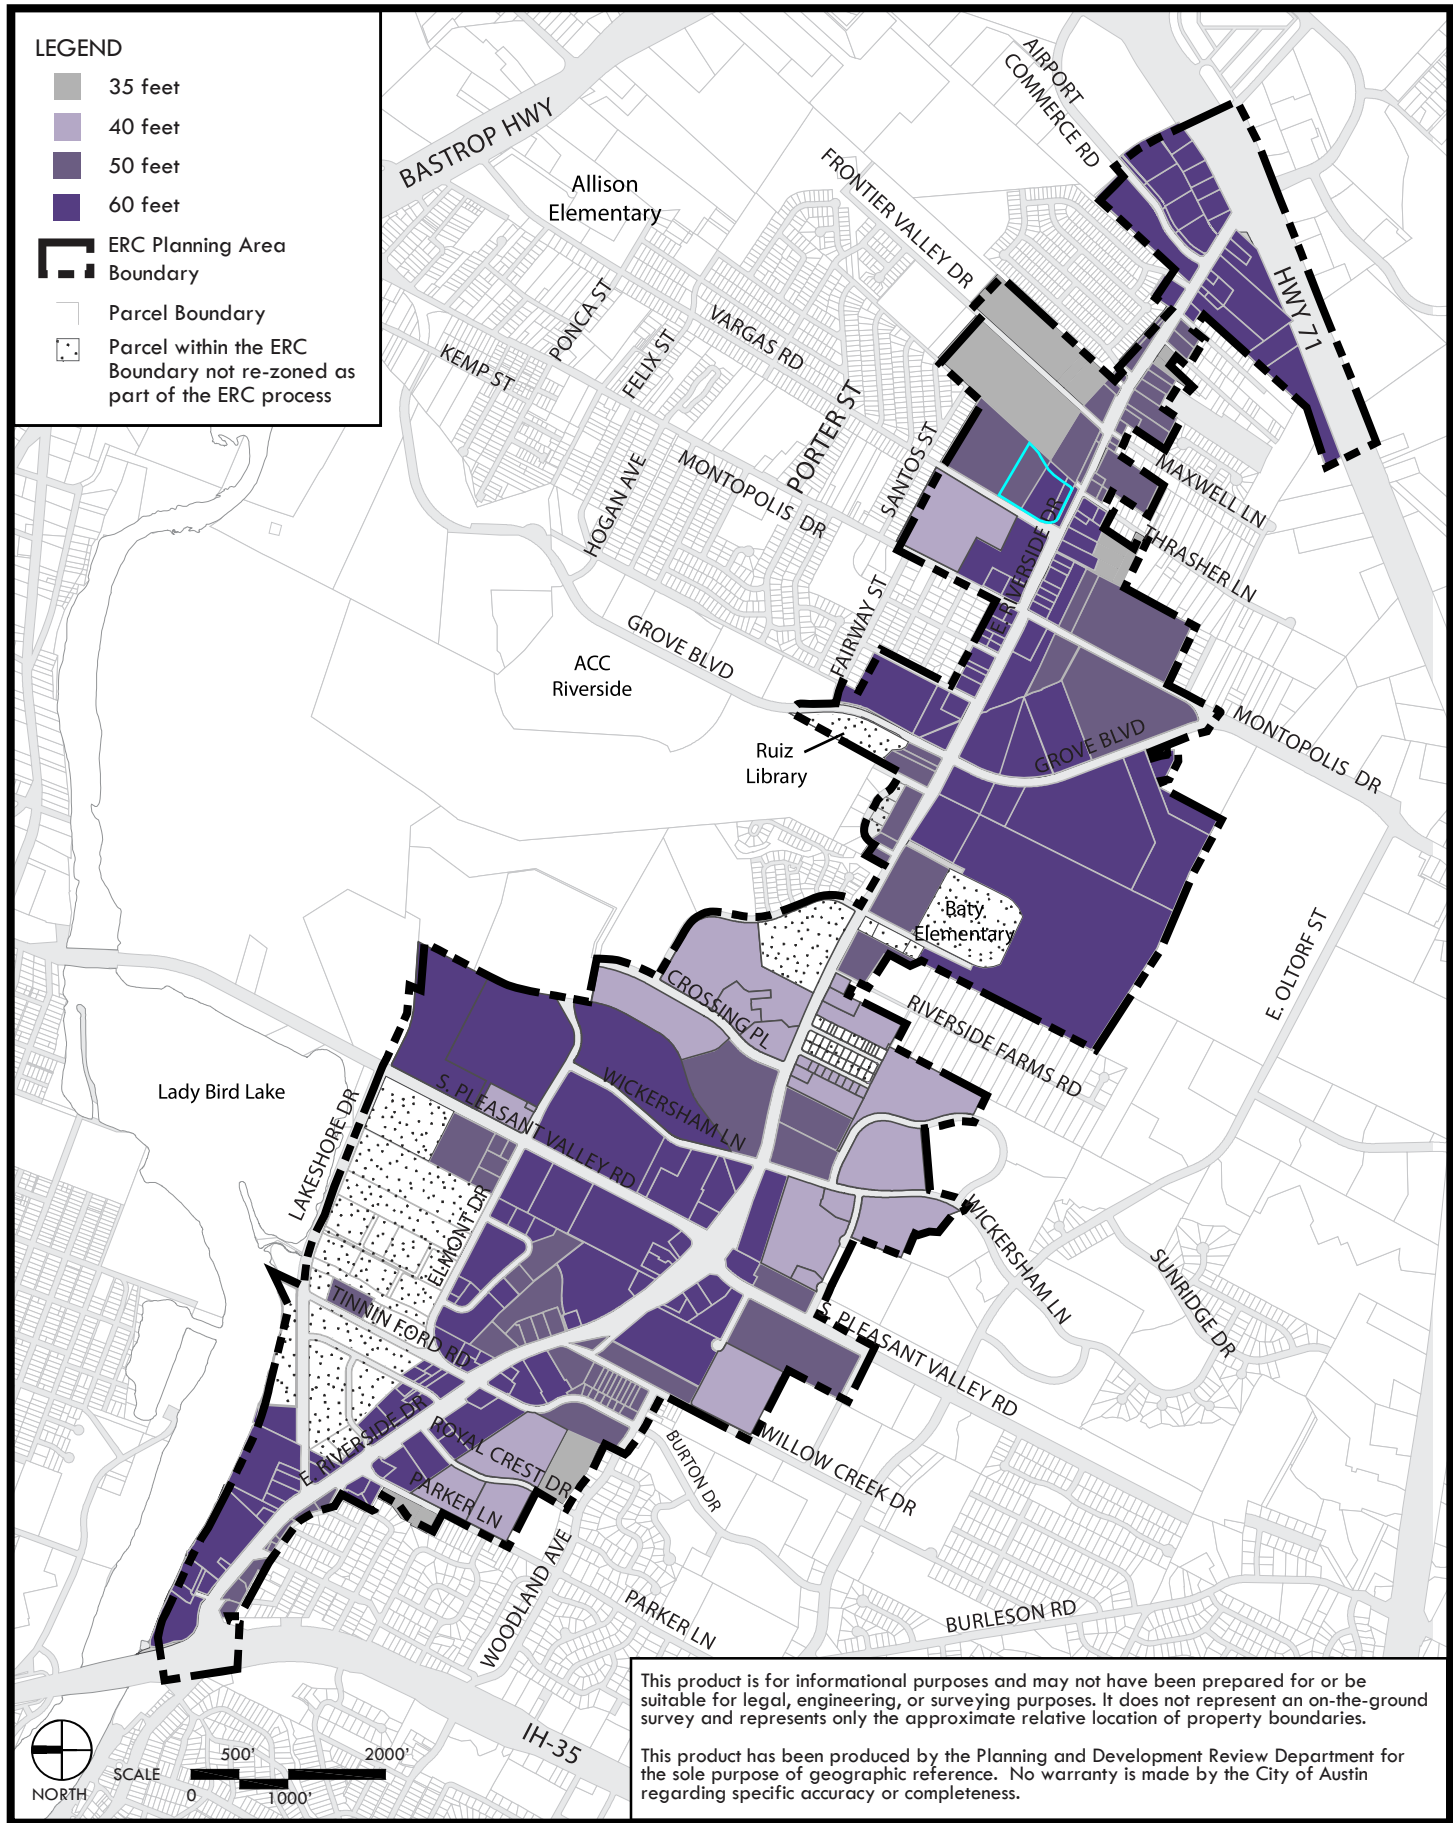 LEGEND
35 feet
40 feet
50 feet
60 feet
ERC Planning Area
Boundary
Parcel Boundary
Parcel within the ERC
Boundary not re-zoned as
part of the ERC process
BASTROP HWY
AIRPORT
COMMERCE RD
Allison
Elementary
FRONTIER VALLEY DR
HWY 71
PONCA ST
FELIX ST
VARGAS RD
KEMP ST
PORTER ST
SANTOS ST
HOGAN AVE
MONTOPOLIS DR
MAXWELL LN
THRASHER LN
E. RIVERSIDE DR
FAIRWAY ST
GROVE BLVD
ACC
Riverside
Ruiz
Library
GROVE BLVD
MONTOPOLIS DR
Baty
Elementary
E. OLTORF ST
CROSSING PL
RIVERSIDE FARMS RD
Lady Bird Lake
LAKESHORE DR
S. PLEASANT VALLEY RD
WICKERSHAM LN
ELMONT DR
WICKERSHAM LN
SUNRIDGE DR
TINNIN FORD RD
S. PLEASANT VALLEY RD
E. RIVERSIDE DR
ROYAL CREST DR
PARKER LN
BURTON DR
WILLOW CREEK DR
WOODLAND AVE
PARKER LN
BURLESON RD
IH-35
NORTH
SCALE
500'
2000'
0
1000'
This product is for informational purposes and may not have been prepared for or be
suitable for legal, engineering, or surveying purposes. It does not represent an on-the-ground
survey and represents only the approximate relative location of property boundaries.
This product has been produced by the Planning and Development Review Department for
the sole purpose of geographic reference. No warranty is made by the City of Austin
regarding specific accuracy or completeness.